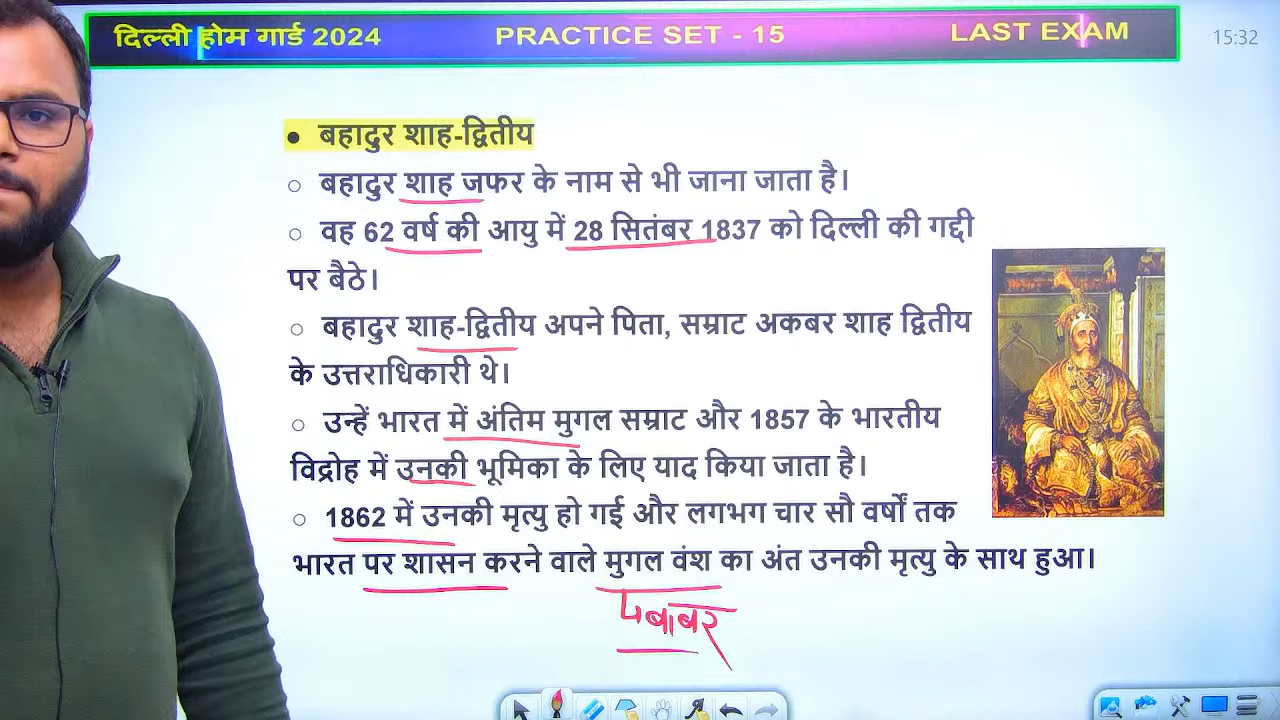 दिल्ली होम गार्ड 2024 PRACTICE SET - 15 LAST EXAM
15:32
• बहादुर शाह-द्वितीय
○ बहादुर शाह जफर के नाम से भी जाना जाता है।
○ वह 62 वर्ष की आयु में 28 सितंबर 1837 को दिल्ली की गद्दी
पर बैठे।
○ बहादुर शाह-द्वितीय अपने पिता, सम्राट अकबर शाह द्वितीय
के उत्तराधिकारी थे।
○ उन्हें भारत में अंतिम मुगल सम्राट और 1857 के भारतीय
विद्रोह में उनकी भूमिका के लिए याद किया जाता है।
○ 1862 में उनकी मृत्यु हो गई और लगभग चार सौ वर्षों तक
भारत पर शासन करने वाले मुगल वंश का अंत उनकी मृत्यु के साथ हुआ।
बाबर